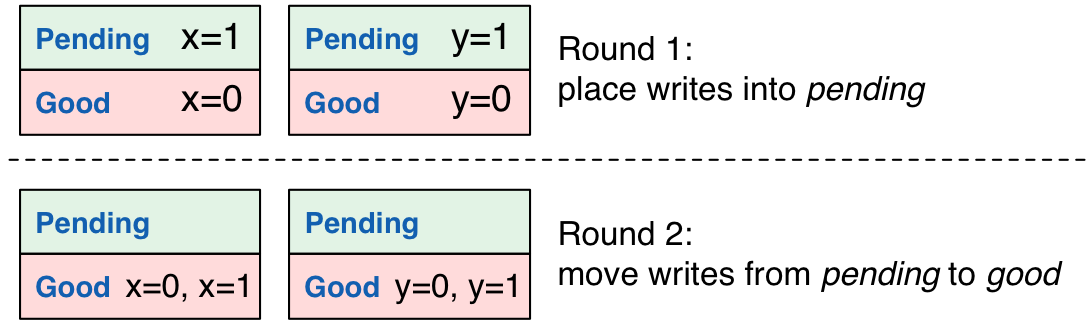 Pending x=1
Good x=0
Pending y=1
Good y=0
Round 1:
place writes into pending
Pending
Good x=0, x=1
Pending
Good y=0, y=1
Round 2:
move writes from pending to good